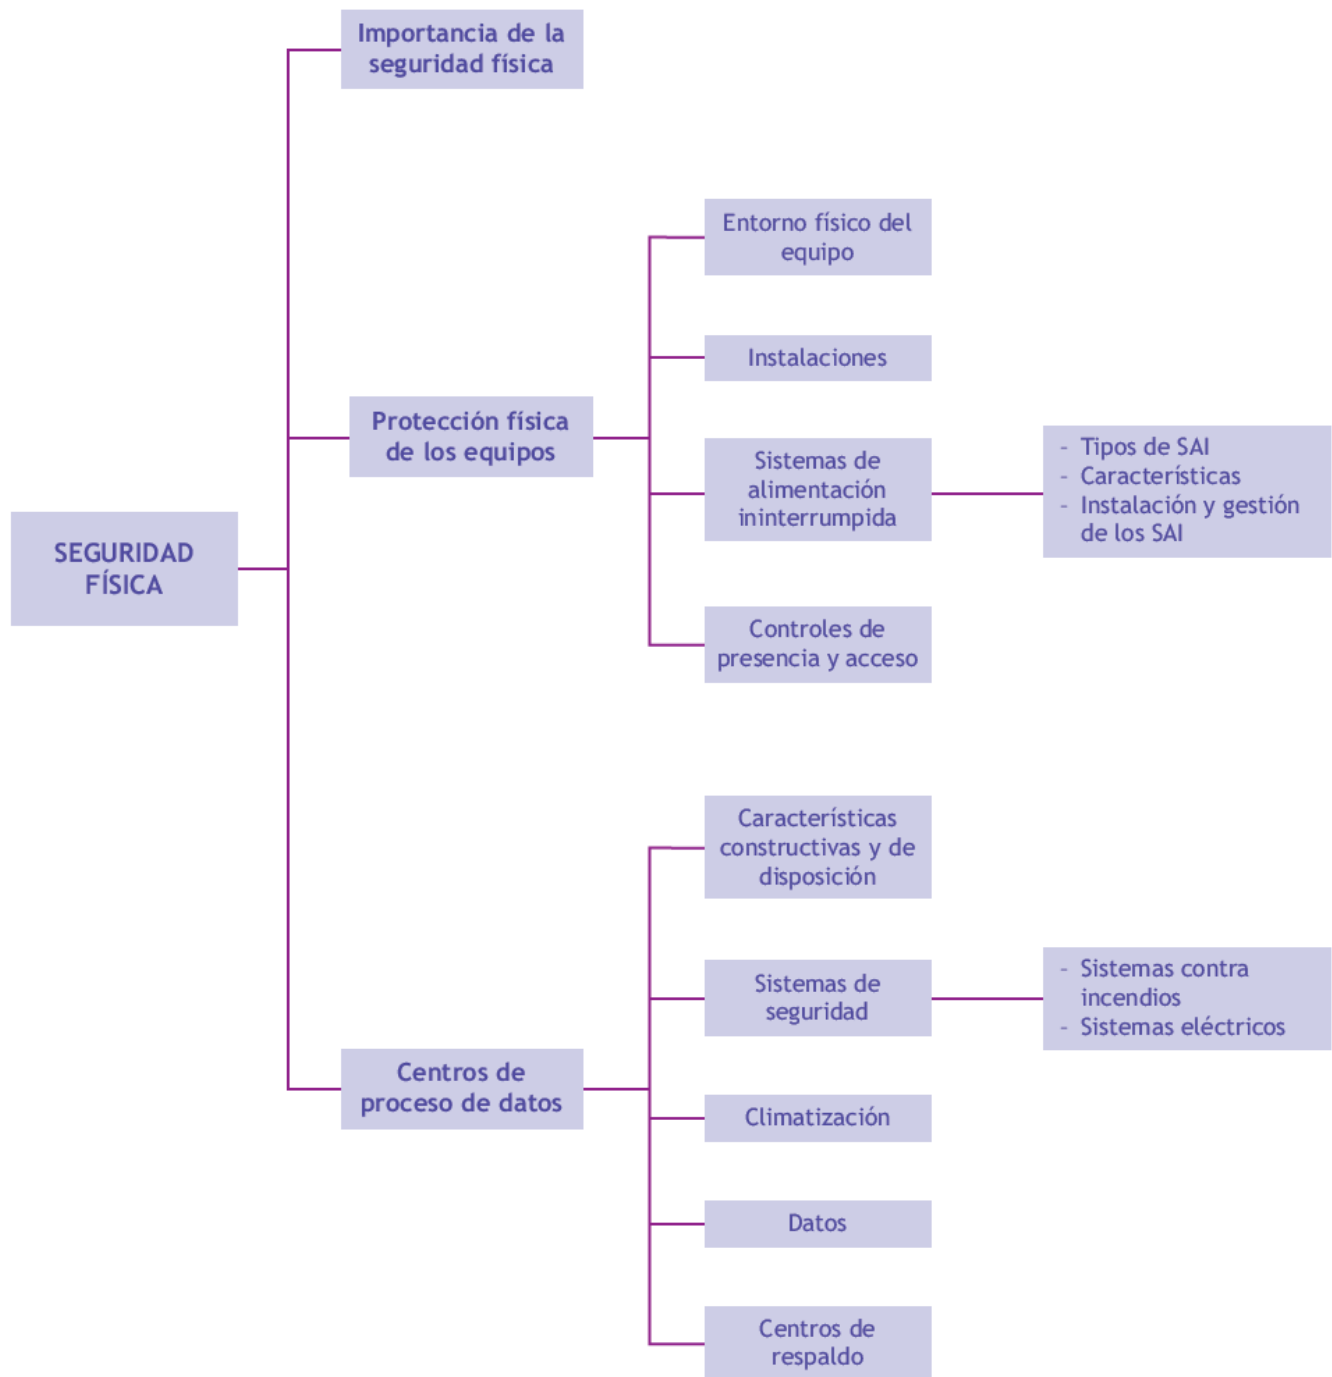 Importancia de la
seguridad física
Entorno físico del
equipo
Instalaciones
Protección física
de los equipos
Sistemas de
alimentación
ininterrumpida
- Tipos de SAI
- Características
- Instalación y gestión
de los SAI
SEGURIDAD
FÍSICA
Controles de
presencia y acceso
Características
constructivas y de
disposición
Sistemas de
seguridad
- Sistemas contra
incendios
- Sistemas eléctricos
Centros de
proceso de datos
Climatización
Datos
Centros de
respaldo